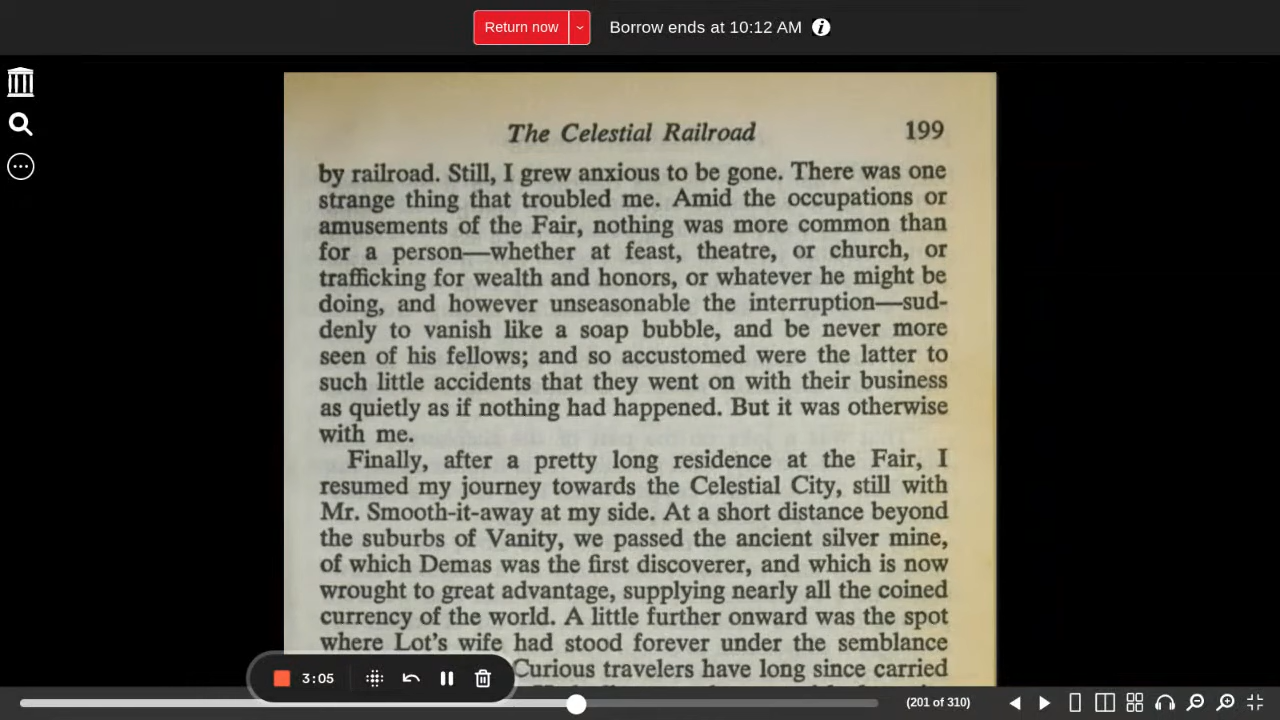 Return now
Borrow ends at 10:12 AM
The Celestial Railroad 199
by railroad. Still, I grew anxious to be gone. There was one
strange thing that troubled me. Amid the occupations or
amusements of the Fair, nothing was more common than
for a person—whether at feast, theatre, or church, or
trafficking for wealth and honors, or whatever he might be
doing, and however unseasonable the interruption—sud-
denly to vanish like a soap bubble, and be never more
seen of his fellows; and so accustomed were the latter to
such little accidents that they went on with their business
as quietly as if nothing had happened. But it was otherwise
with me.
Finally, after a pretty long residence at the Fair, I
resumed my journey towards the Celestial City, still with
Mr. Smooth-it-away at my side. At a short distance beyond
the suburbs of Vanity, we passed the ancient silver mine,
of which Demas was the first discoverer, and which is now
wrought to great advantage, supplying nearly all the coined
currency of the world. A little further onward was the spot
where Lot's wife had stood forever under the semblance
Curious travelers have long since carried
3:05
(201 of 310)